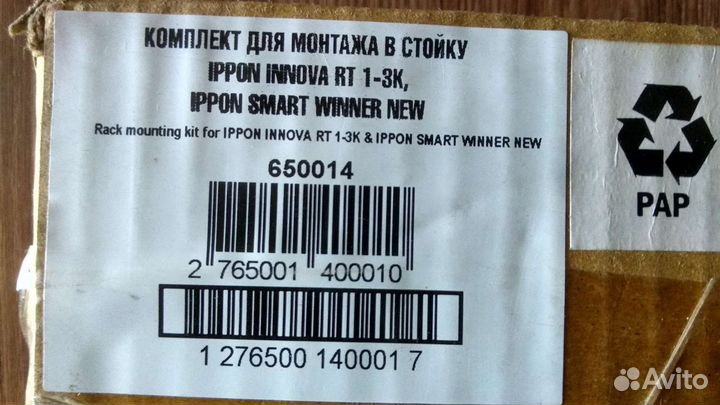 КОМПЛЕКТ ДЛЯ МОНТАЖА В СТОЙКУ
IPPON INNOVA RT 1-3K,
IPPON SMART WINNER NEW
Rack mounting kit for IPPON INNOVA RT 1-3K & IPPON SMART WINNER NEW
650014
2 765001 400010
1 276500 140001 7
PAP
Avito